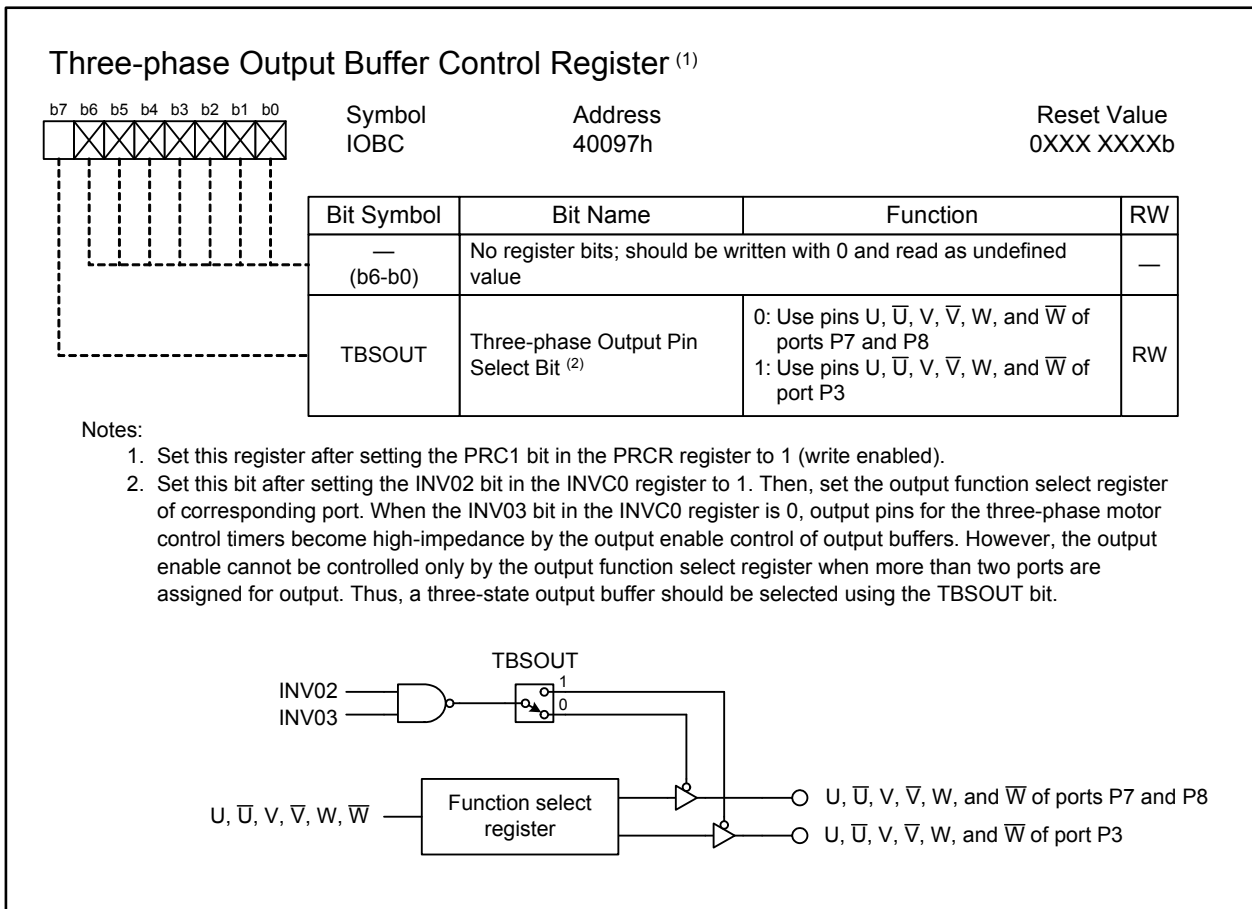 Three-phase Output Buffer Control Register (1)
b7 b6 b5 b4 b3 b2 b1 b0
Symbol Address Reset Value
IOBC 40097h 0XXX XXXXb
Bit Symbol Bit Name Function RW
—
(b6-b0)
No register bits; should be written with 0 and read as undefined
value
—
TBSOUT
Three-phase Output Pin
Select Bit (2)
0: Use pins U, U̅, V, V̅, W, and W̅ of
ports P7 and P8
1: Use pins U, U̅, V, V̅, W, and W̅ of
port P3
RW
Notes:
1. Set this register after setting the PRC1 bit in the PRCR register to 1 (write enabled).
2. Set this bit after setting the INV02 bit in the INVC0 register to 1. Then, set the output function select register
of corresponding port. When the INV03 bit in the INVC0 register is 0, output pins for the three-phase motor
control timers become high-impedance by the output enable control of output buffers. However, the output
enable cannot be controlled only by the output function select register when more than two ports are
assigned for output. Thus, a three-state output buffer should be selected using the TBSOUT bit.
TBSOUT
INV02
INV03
1
0
U, U̅, V, V̅, W, W̅
Function select
register
U, U̅, V, V̅, W, and W̅ of ports P7 and P8
U, U̅, V, V̅, W, and W̅ of port P3